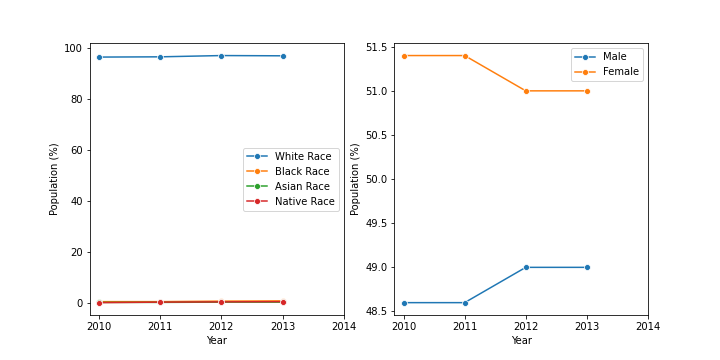 100
80
60
40
20
0
Population (%)
White Race
Black Race
Asian Race
Native Race
2010 2011 2012 2013 2014
Year
51.5
51.0
50.5
50.0
49.5
49.0
48.5
Population (%)
Male
Female
2010 2011 2012 2013 2014
Year